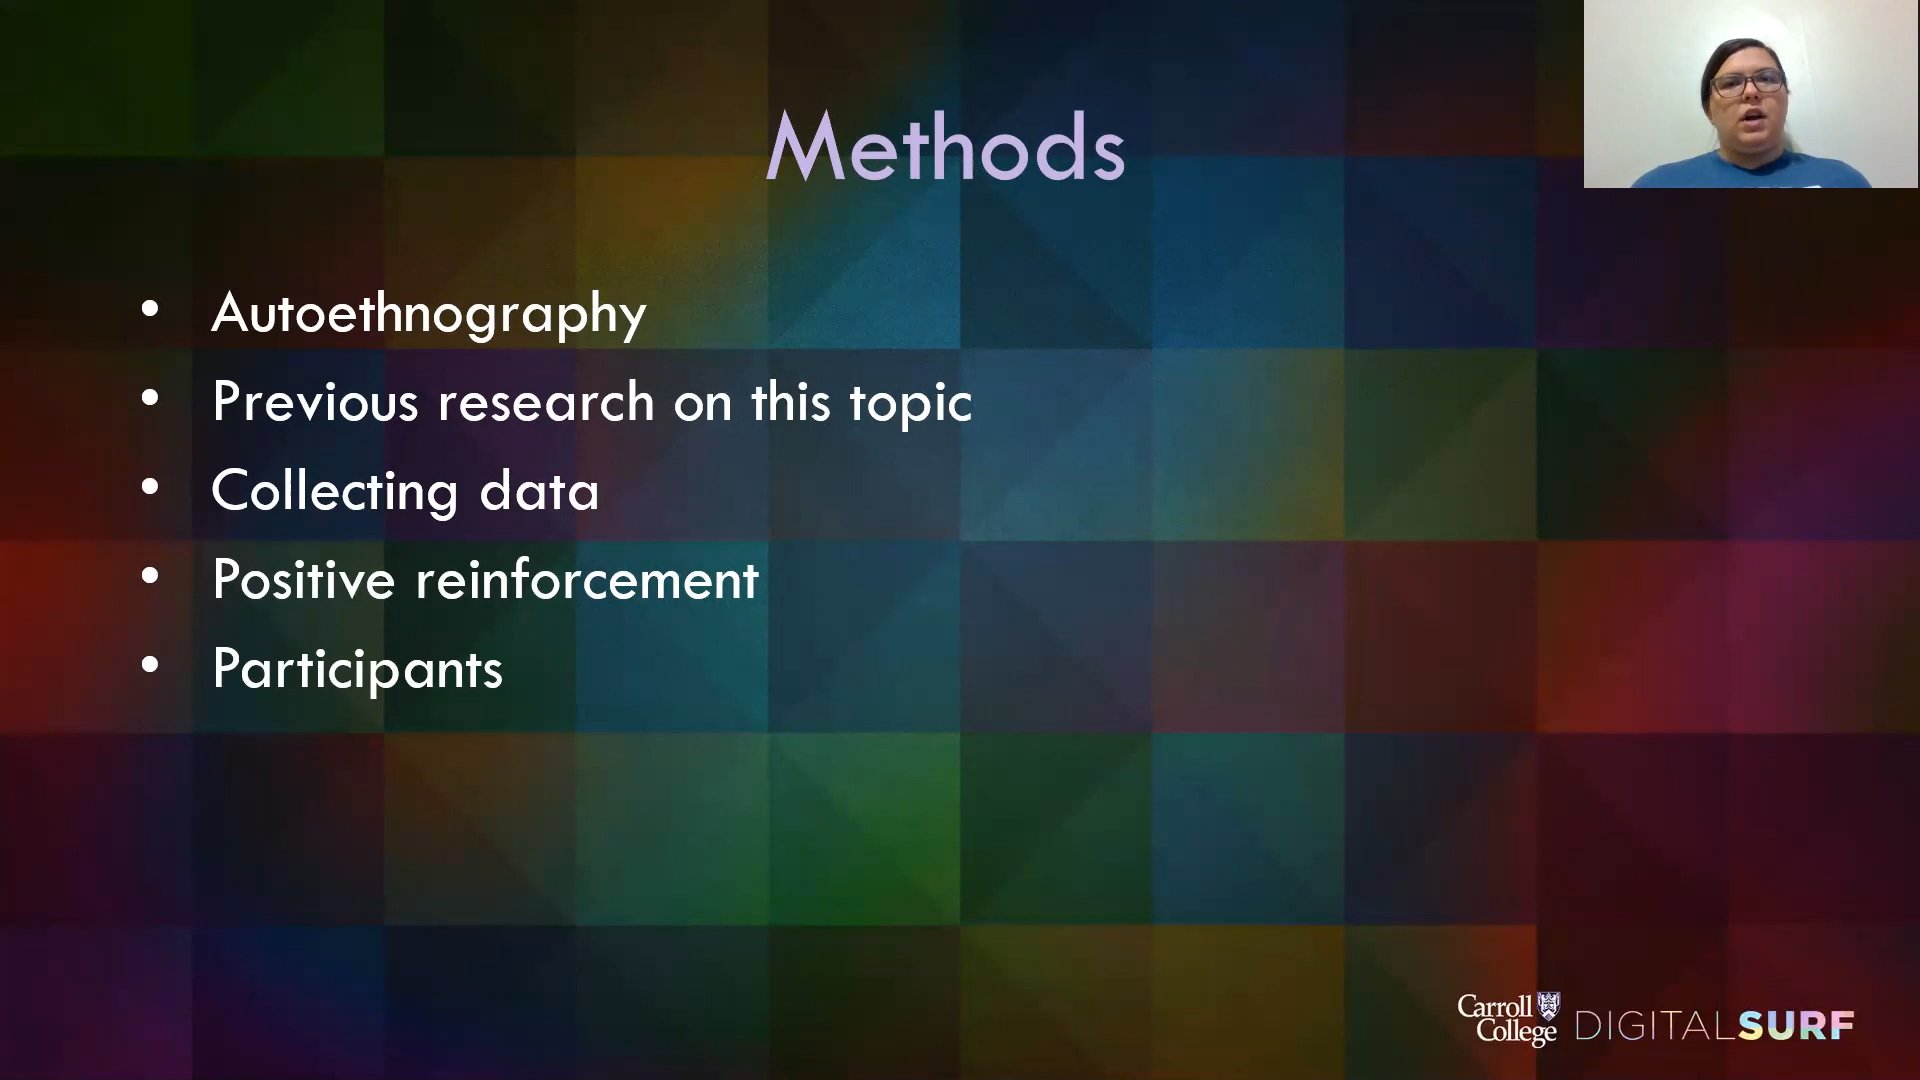 Methods
• Autoethnography
• Previous research on this topic
• Collecting data
• Positive reinforcement
• Participants
Carroll
College
DIGITALSURF